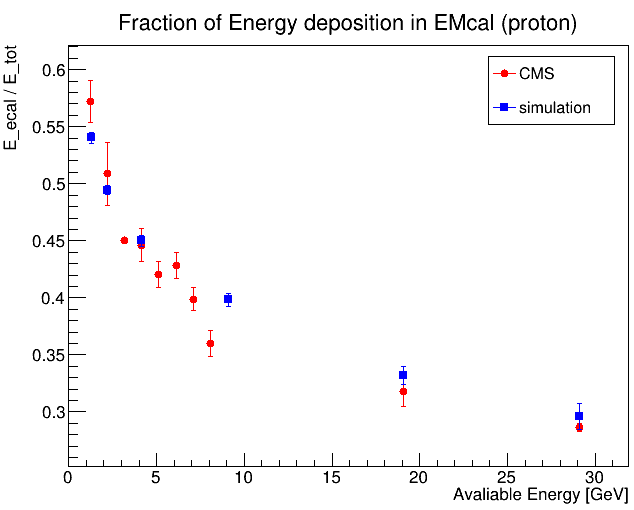 Fraction of Energy deposition in EMcal (proton)
E_ecal / E_tot
CMS
simulation
0.6
0.55
0.5
0.45
0.4
0.35
0.3
0 5 10 15 20 25 30
Avaliable Energy [GeV]